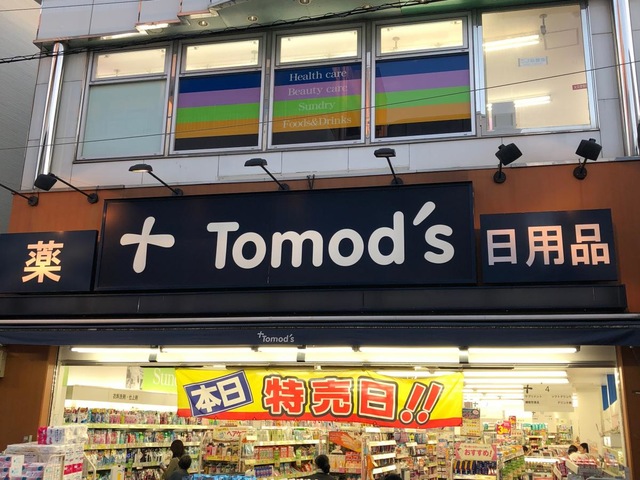 Health care
Beauty care
Sundry
Foods&Drinks
薬
Tomod's
日用品
Tomod's
本日 特売日!!
おすすめ!
4